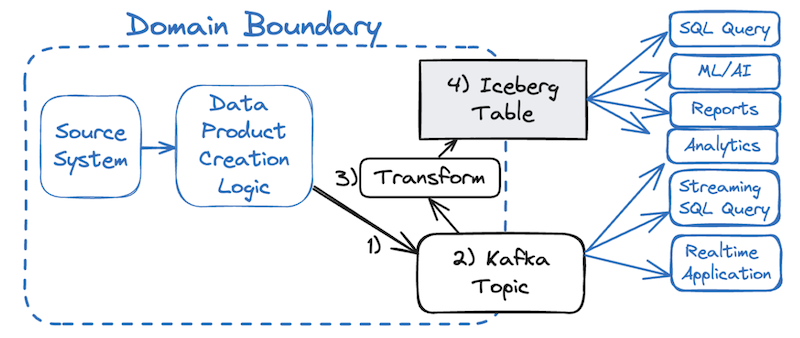 Domain Boundary
Source
System
Data
Product
Creation
Logic
1)
2) Kafka
Topic
3)
Transform
4) Iceberg
Table
SQL Query
ML/AI
Reports
Analytics
Streaming
SQL Query
Realtime
Application